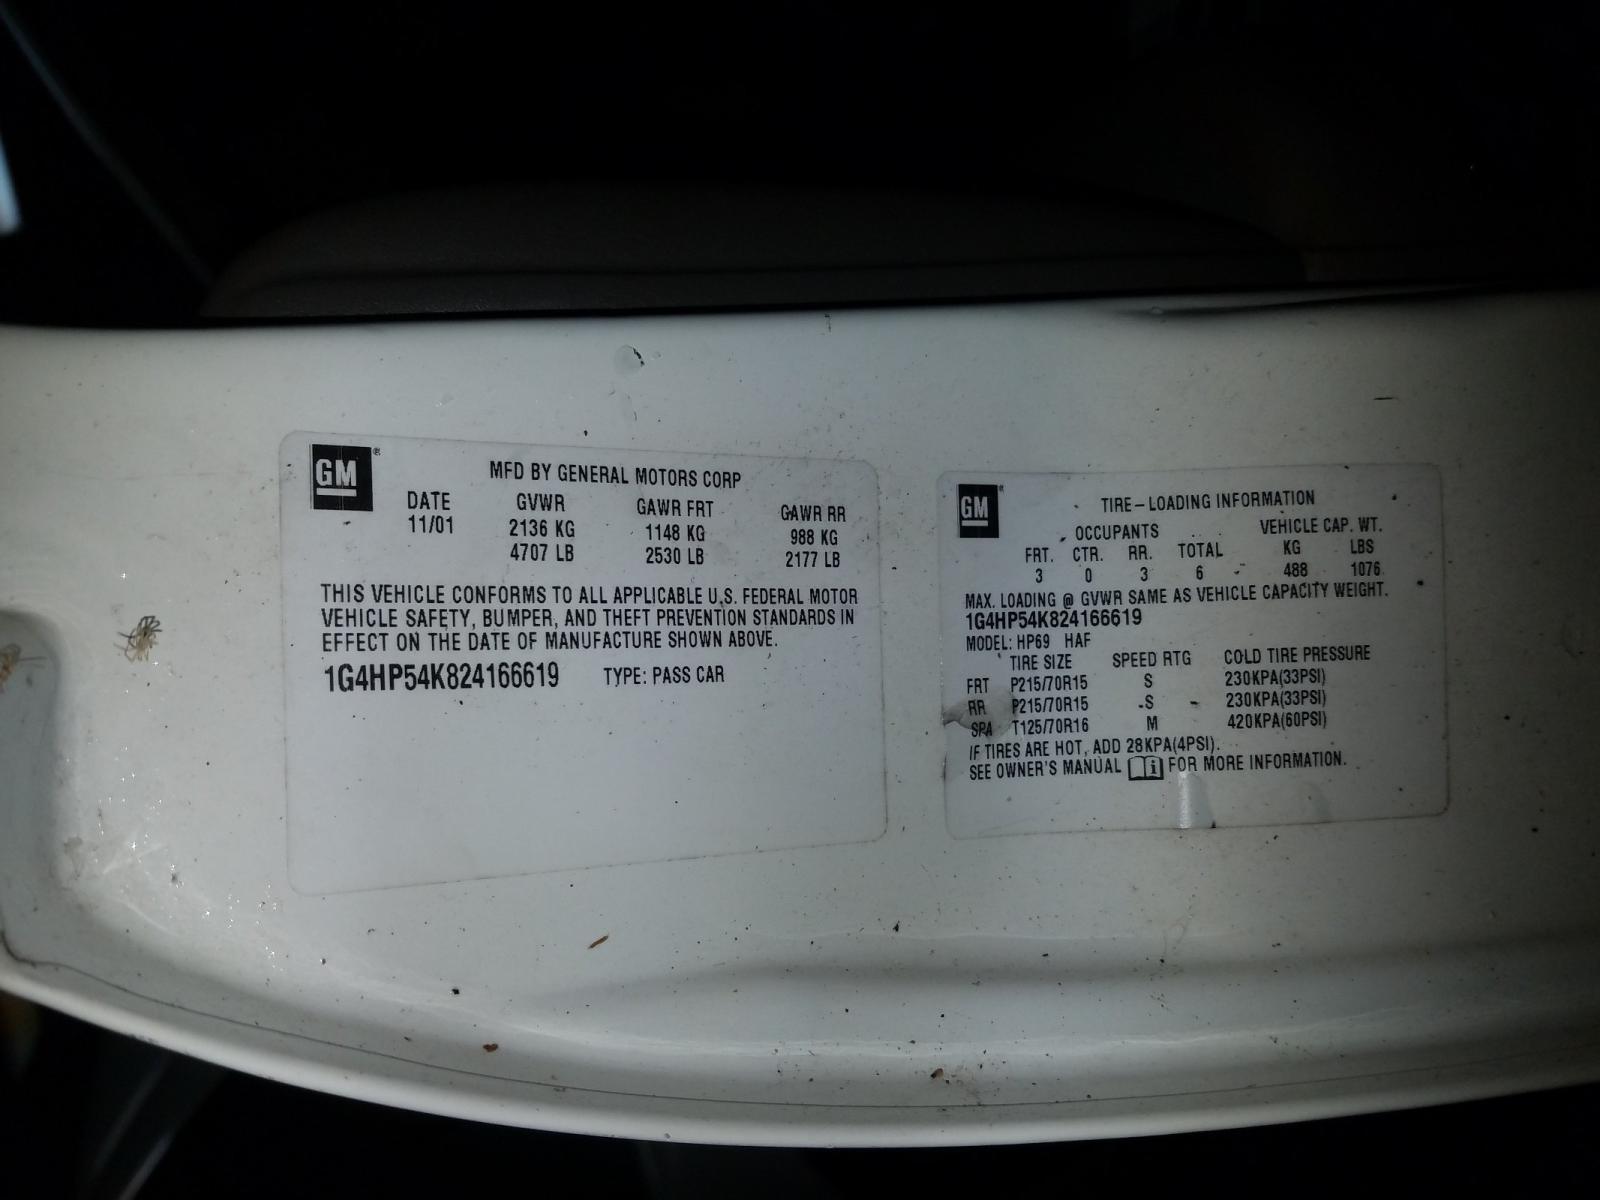 GM ®
MFD BY GENERAL MOTORS CORP
DATE GVWR GAWR FRT GAWR RR
11/01 2136 KG 1148 KG 988 KG
4707 LB 2530 LB 2177 LB
THIS VEHICLE CONFORMS TO ALL APPLICABLE U.S. FEDERAL MOTOR
VEHICLE SAFETY, BUMPER, AND THEFT PREVENTION STANDARDS IN
EFFECT ON THE DATE OF MANUFACTURE SHOWN ABOVE.
1G4HP54K824166619 TYPE: PASS CAR
GM ®
TIRE-LOADING INFORMATION
OCCUPANTS VEHICLE CAP. WT.
FRT. CTR. RR. TOTAL KG LBS
3 0 3 6 488 1076
MAX. LOADING @ GVWR SAME AS VEHICLE CAPACITY WEIGHT.
1G4HP54K824166619
MODEL: HP69 HAF
TIRE SIZE SPEED RTG COLD TIRE PRESSURE
FRT P215/70R15 S 230KPA(33PSI)
RR P215/70R15 S 230KPA(33PSI)
SPA T125/70R16 M 420KPA(60PSI)
IF TIRES ARE HOT, ADD 28KPA(4PSI).
SEE OWNER'S MANUAL i FOR MORE INFORMATION.